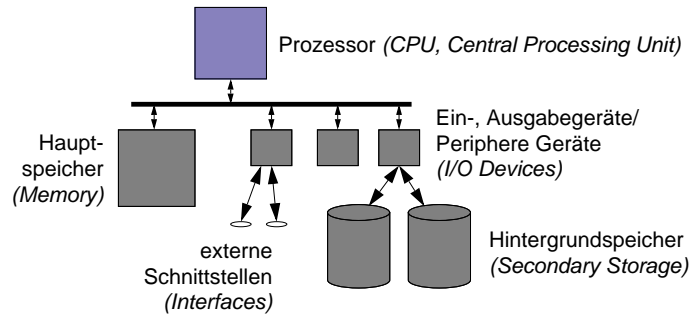 Prozessor (CPU, Central Processing Unit)
Haupt-
speicher
(Memory)
Ein-, Ausgabegeräte/
Periphere Geräte
(I/O Devices)
externe
Schnittstellen
(Interfaces)
Hintergrundspeicher
(Secondary Storage)